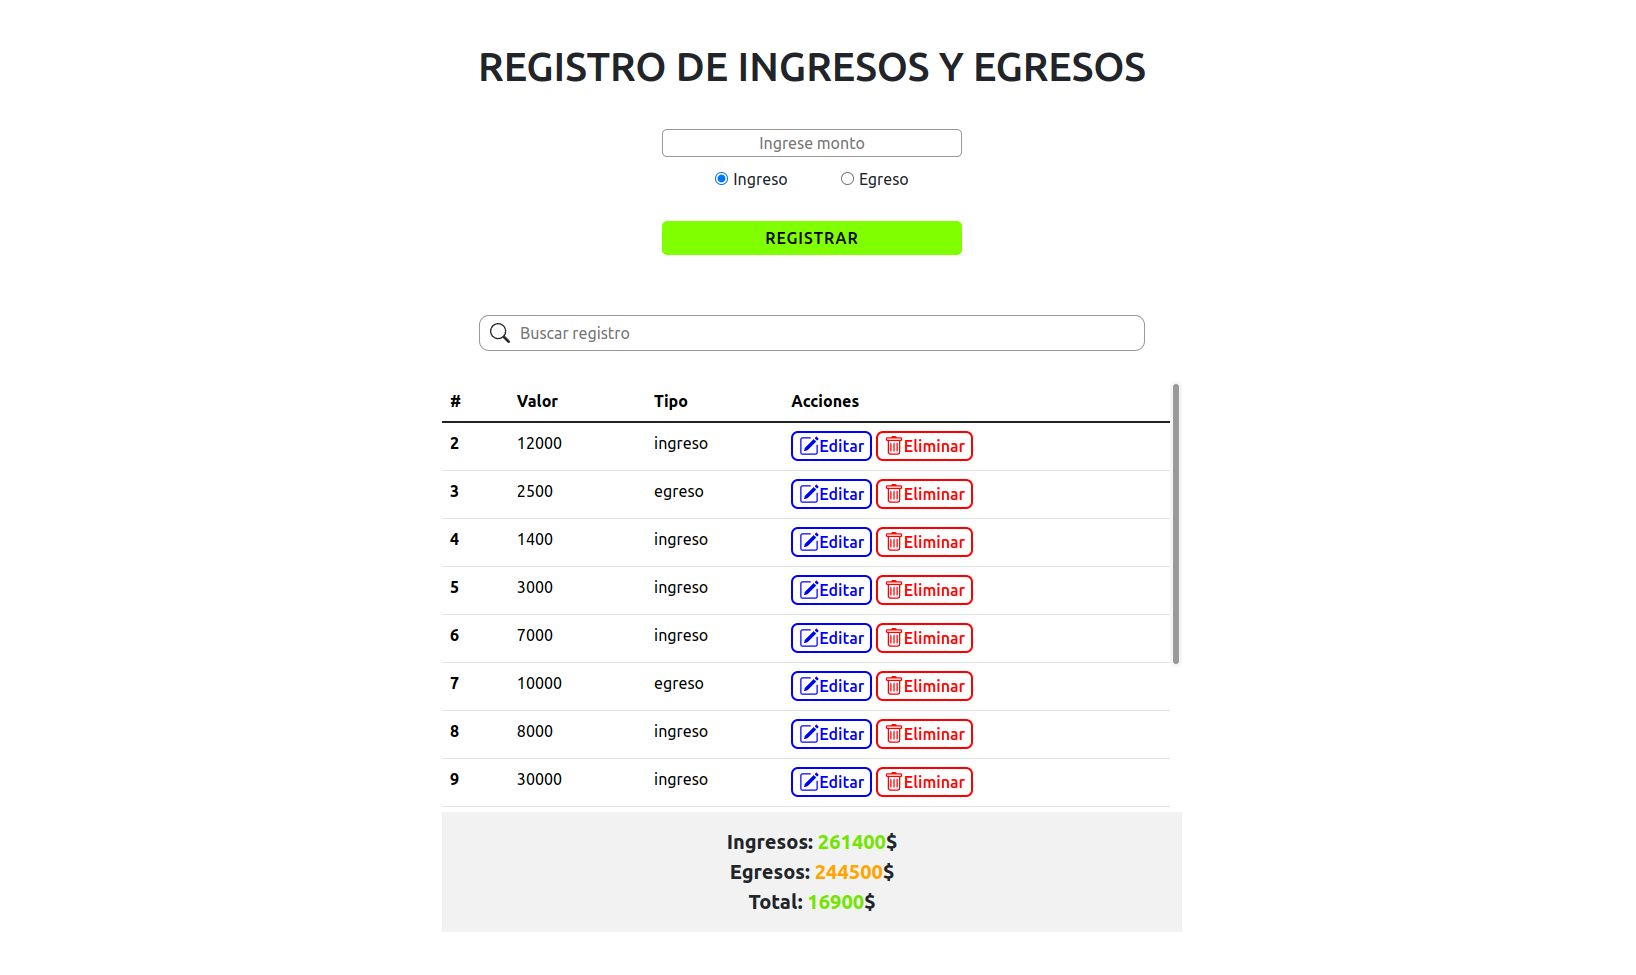 REGISTRO DE INGRESOS Y EGRESOS
Ingrese monto
Ingreso Egreso
REGISTRAR
Buscar registro
# Valor Tipo Acciones
2 12000 ingreso Editar Eliminar
3 2500 egreso Editar Eliminar
4 1400 ingreso Editar Eliminar
5 3000 ingreso Editar Eliminar
6 7000 ingreso Editar Eliminar
7 10000 egreso Editar Eliminar
8 8000 ingreso Editar Eliminar
9 30000 ingreso Editar Eliminar
Ingresos: 261400$
Egresos: 244500$
Total: 16900$